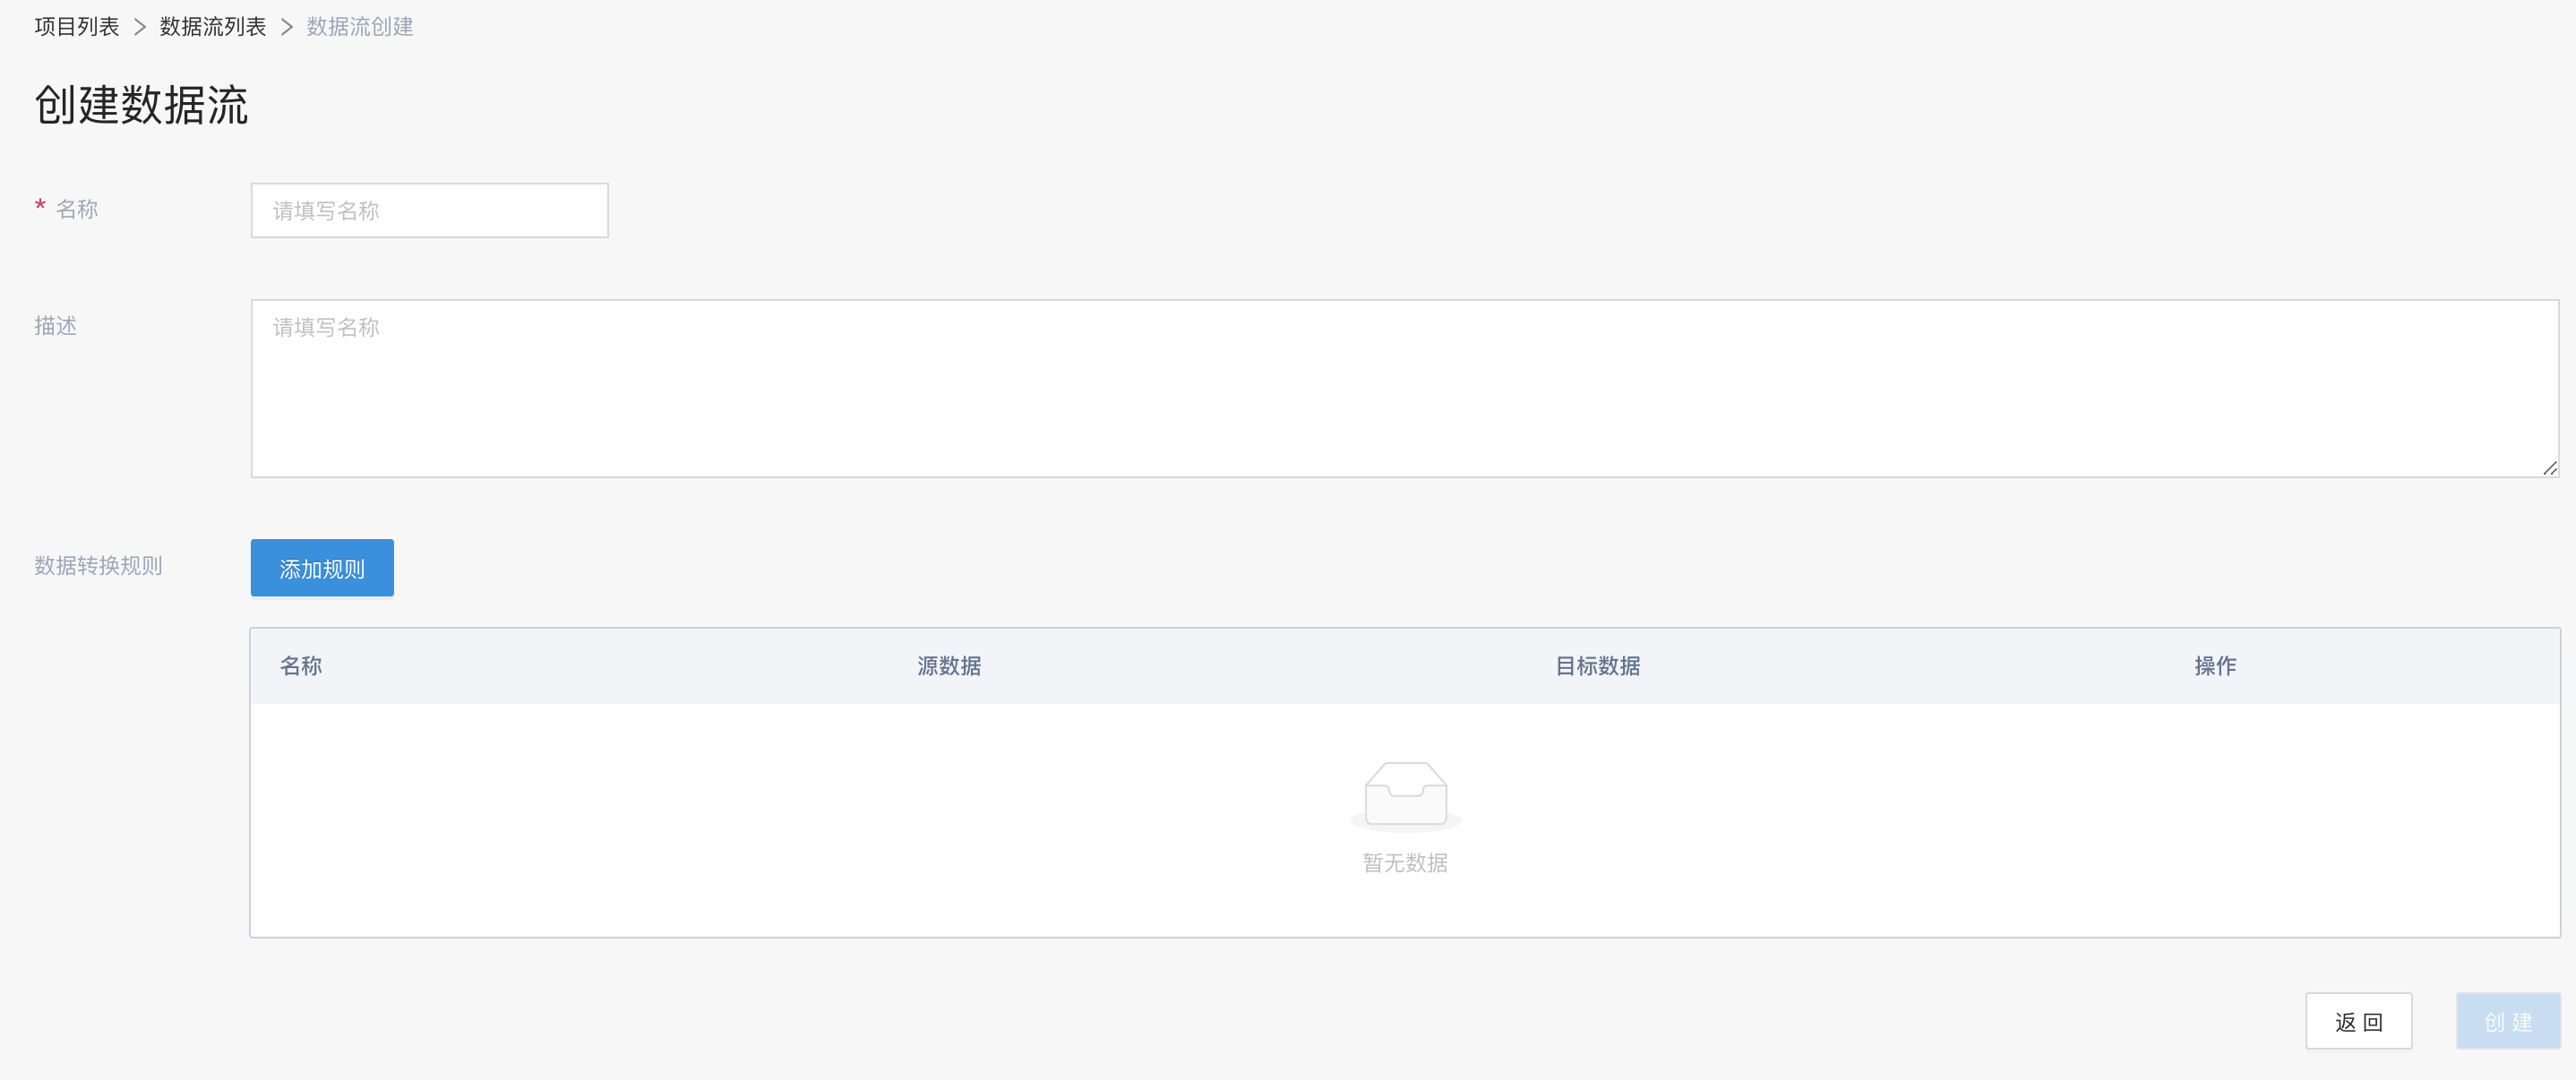 项目列表 > 数据流列表 > 数据流创建
创建数据流
* 名称 请填写名称
描述 请填写名称
数据转换规则 添加规则
名称 源数据 目标数据 操作
暂无数据
返回 创建